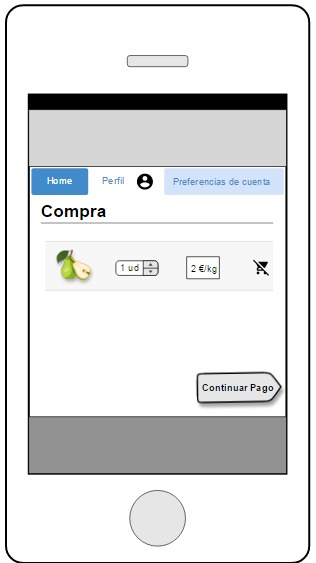 Home Perfil Preferencias de cuenta
Compra
1 ud 2 €/kg
Continuar Pago